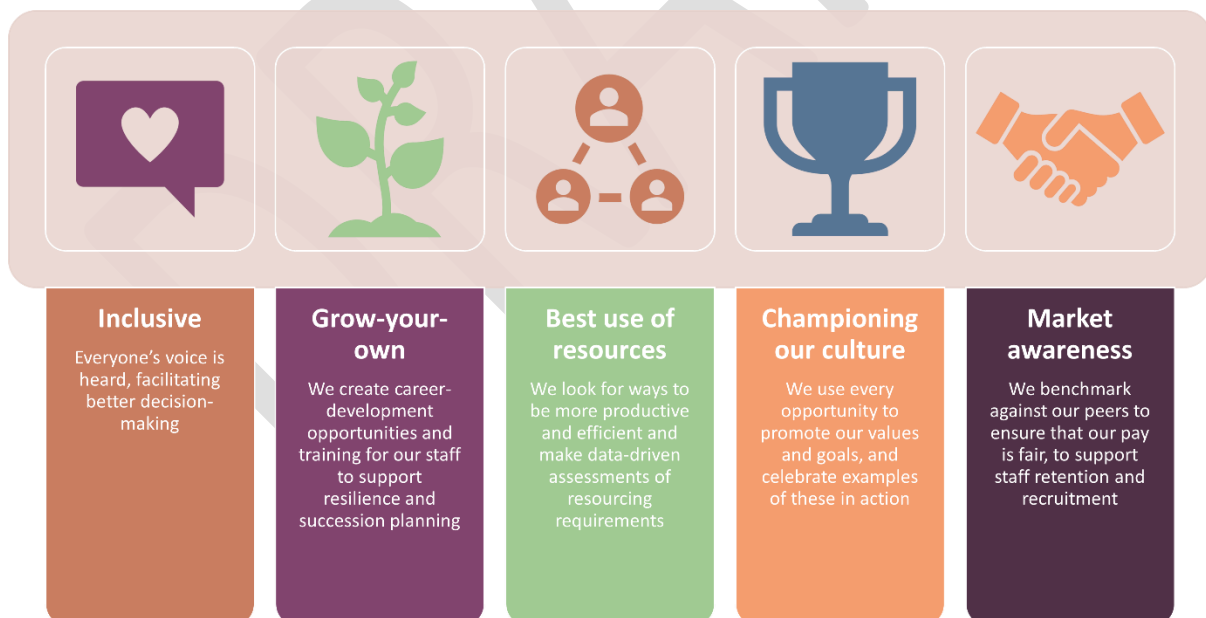 Inclusive
Everyone’s voice is
heard, facilitating
better decision-
making
Grow-your-
own
We create career-
development
opportunities and
training for our staff
to support
resilience and
succession planning
Best use of
resources
We look for ways to
be more productive
and efficient and
make data-driven
assessments of
resourcing
requirements
Championing
our culture
We use every
opportunity to
promote our values
and goals, and
celebrate examples
of these in action
Market
awareness
We benchmark
against our peers to
ensure that our pay
is fair, to support
staff retention and
recruitment